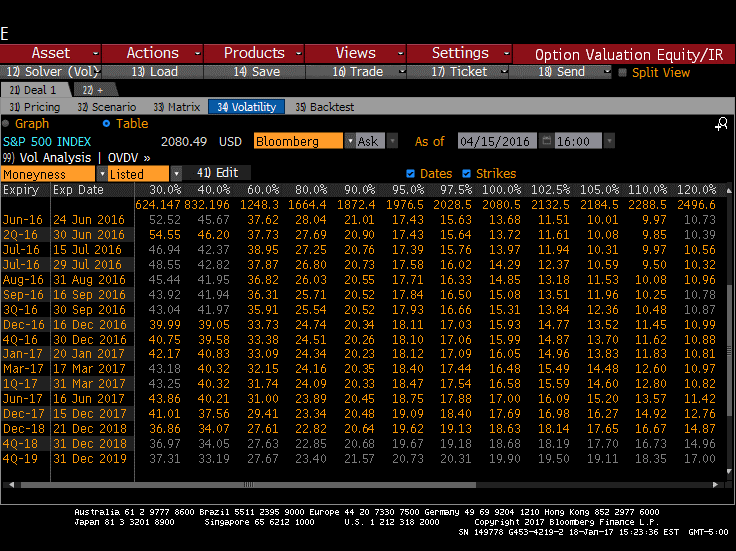 E
Asset Actions Products Views Settings Option Valuation Equity/IR
12) Solver (Vol) 13) Load 14) Save 16) Trade 17) Ticket 18) Send Split View
21) Deal 1 22) +
31) Pricing 32) Scenario 33) Matrix 34) Volatility 35) Backtest
Graph Table
S&P 500 INDEX 2080.49 USD Bloomberg Ask As of 04/15/2016 16:00
99) Vol Analysis | OVDV »
Moneyness Listed 41) Edit Dates Strikes
Expiry Exp Date 30.0% 40.0% 60.0% 80.0% 90.0% 95.0% 97.5% 100.0% 102.5% 105.0% 110.0% 120.0%
624.147 832.196 1248.3 1664.4 1872.4 1976.5 2028.5 2080.5 2132.5 2184.5 2288.5 2496.6
Jun-16 24 Jun 2016 52.52 45.67 37.62 28.04 21.01 17.43 15.63 13.68 11.51 10.01 9.97 10.73
2Q-16 30 Jun 2016 54.55 46.20 37.73 27.69 20.90 17.43 15.64 13.72 11.61 10.08 9.85 10.39
Jul-16 15 Jul 2016 46.94 42.37 38.95 27.25 20.76 17.39 15.76 13.97 11.94 10.31 9.97 10.56
Jul-16 29 Jul 2016 48.55 42.82 37.87 26.80 20.73 17.58 16.02 14.29 12.37 10.59 9.50 10.32
Aug-16 31 Aug 2016 45.44 41.95 36.82 26.03 20.55 17.71 16.33 14.85 13.18 11.53 10.08 10.96
Sep-16 16 Sep 2016 43.92 41.94 36.31 25.71 20.52 17.84 16.50 15.08 13.51 11.96 10.25 10.78
3Q-16 30 Sep 2016 43.04 41.97 35.91 25.54 20.52 17.93 16.66 15.31 13.84 12.36 10.48 10.87
Dec-16 16 Dec 2016 39.99 39.05 33.73 24.74 20.34 18.11 17.03 15.93 14.77 13.52 11.45 10.99
4Q-16 30 Dec 2016 40.75 39.58 33.38 24.51 20.26 18.10 17.06 15.99 14.87 13.70 11.62 10.88
Jan-17 20 Jan 2017 42.17 40.83 33.09 24.34 20.23 18.12 17.09 16.05 14.96 13.83 11.83 10.81
Mar-17 17 Mar 2017 43.18 40.32 32.15 24.16 20.35 18.40 17.44 16.48 15.49 14.48 12.60 10.97
1Q-17 31 Mar 2017 43.25 40.32 31.74 24.09 20.33 18.47 17.54 16.58 15.59 14.60 12.80 10.82
Jun-17 16 Jun 2017 43.86 40.21 31.00 23.89 20.45 18.75 17.88 17.00 16.09 15.20 13.57 11.42
Dec-17 15 Dec 2017 41.01 37.56 29.41 23.34 20.48 19.09 18.40 17.69 16.98 16.27 14.92 12.76
Dec-18 21 Dec 2018 36.86 34.07 27.61 22.82 20.64 19.62 19.13 18.63 18.14 17.65 16.67 14.87
4Q-18 31 Dec 2018 36.97 34.05 27.63 22.85 20.68 19.67 19.18 18.68 18.19 17.70 16.73 14.96
4Q-19 31 Dec 2019 37.31 33.19 27.67 23.40 21.57 20.73 20.31 19.90 19.50 19.11 18.35 17.00
Australia 61 2 9777 8600 Brazil 5511 2395 9000 Europe 44 20 7330 7500 Germany 49 69 9204 1210 Hong Kong 852 2977 6000
Japan 81 3 3201 8900 Singapore 65 6212 1000 U.S. 1 212 318 2000 Copyright 2017 Bloomberg Finance L.P.
SN 149778 G453-4219-2 18-Jan-17 15:23:36 EST GMT-5:00